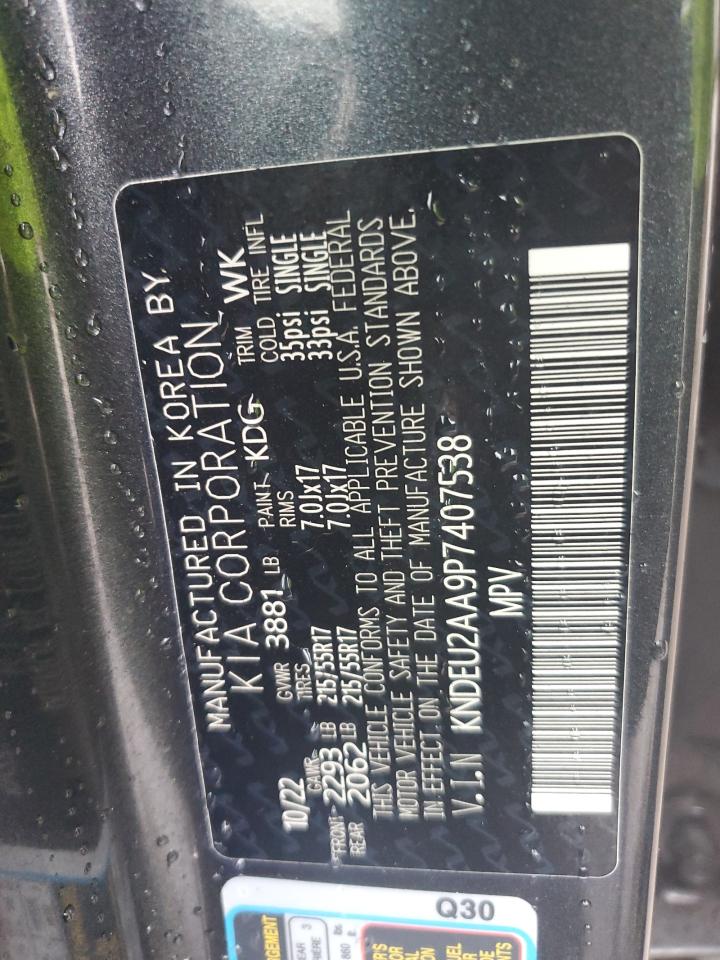 MANUFACTURED IN KOREA BY
KIA CORPORATION
10/22 GVWR 3881 LB PAINT KDG TRIM WK
GAWR TIRES RIMS COLD TIRE INFL
FRONT 2293 LB 215/55R17 7.0Jx17 35psi SINGLE
REAR 2062 LB 215/55R17 7.0Jx17 33psi SINGLE
THIS VEHICLE CONFORMS TO ALL APPLICABLE U.S.A. FEDERAL
MOTOR VEHICLE SAFETY AND THEFT PREVENTION STANDARDS
IN EFFECT ON THE DATE OF MANUFACTURE SHOWN ABOVE.
V.I.N KNDEU2AA9P7407538
MPV
Q30